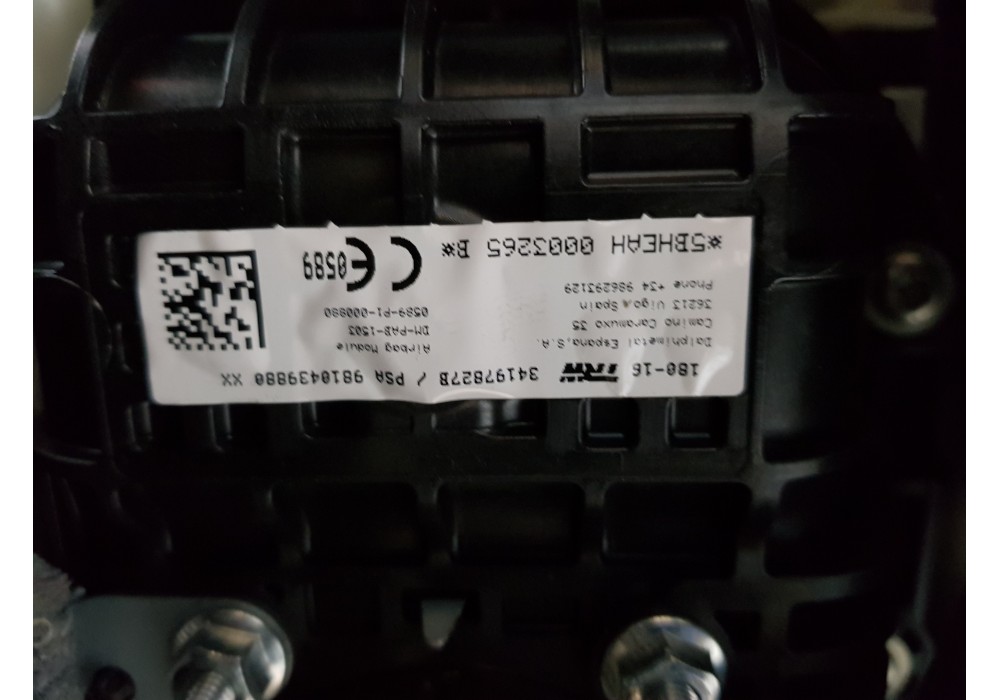 180-16 TRW 34197827B / PSA 9810439880 XX
Dalphimetal Espana,S.A.
Camino Caramuxo 35
36213 Vigo,Spain
Phone +34 986293129
Airbag Module
DM-PAB-1503
0589-P1-000880
CE 0589
*5BHEAH 0003265 B*